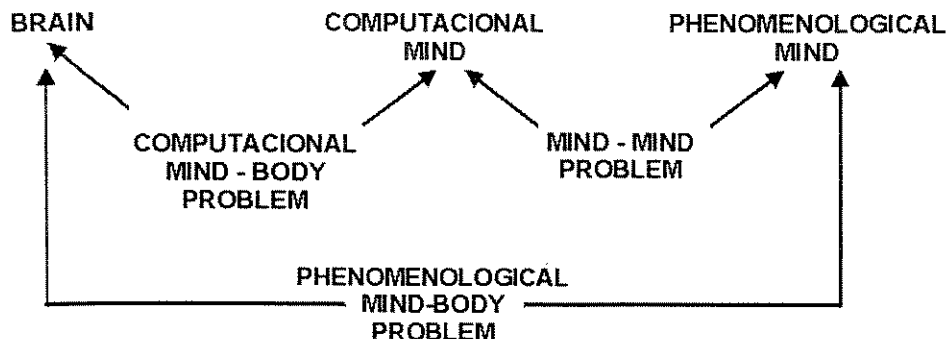 BRAIN
COMPUTACIONAL
MIND
PHENOMENOLOGICAL
MIND
COMPUTACIONAL
MIND - BODY
PROBLEM
MIND - MIND
PROBLEM
PHENOMENOLOGICAL
MIND-BODY
PROBLEM